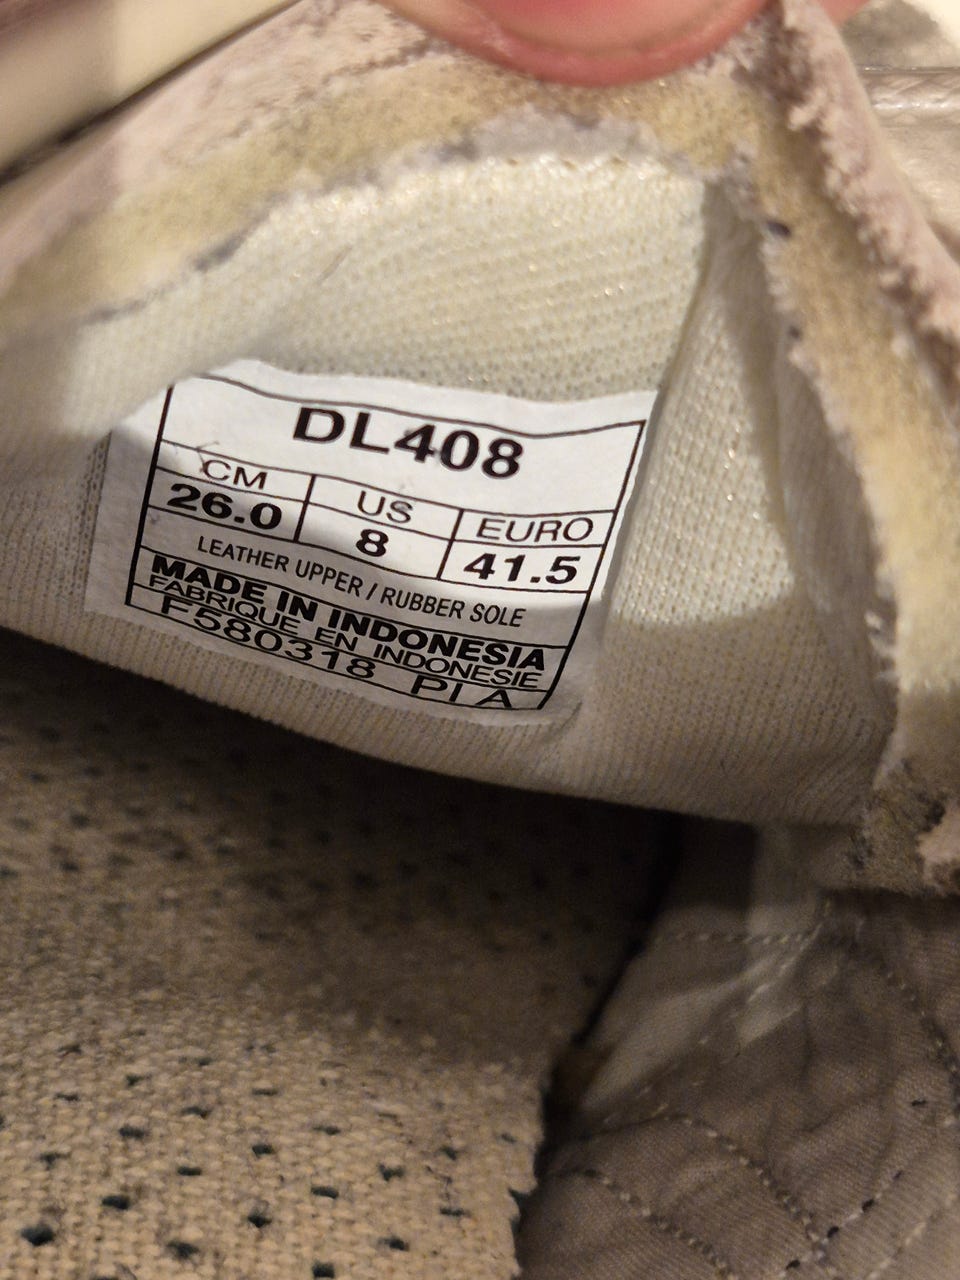 DL408
CM US EURO
26.0 8 41.5
LEATHER UPPER / RUBBER SOLE
MADE IN INDONESIA
FABRIQUE EN INDONESIE
F580318 PI A